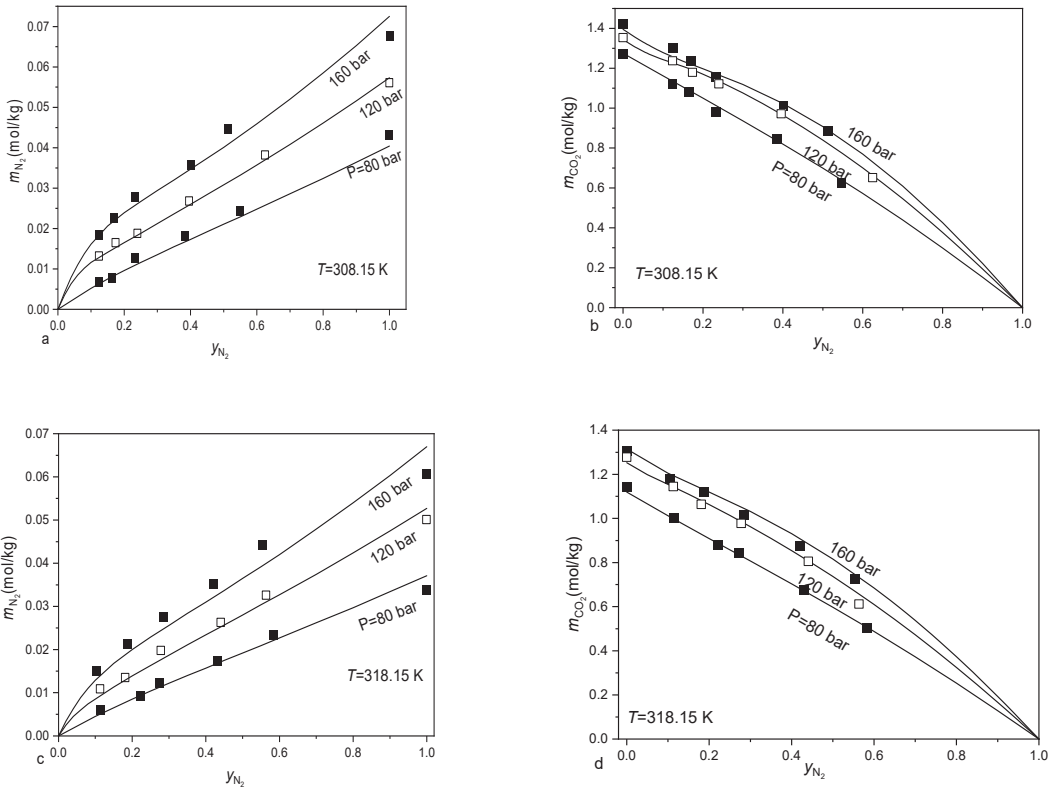 0.07
0.06
0.05
0.04
0.03
0.02
0.01
0.00
0.0 0.2 0.4 0.6 0.8 1.0
m_N₂(mol/kg)
y_N₂
160 bar
120 bar
P=80 bar
T=308.15 K
a
1.4
1.2
1.0
0.8
0.6
0.4
0.2
0.0
0.0 0.2 0.4 0.6 0.8 1.0
m_CO₂(mol/kg)
y_N₂
160 bar
120 bar
P=80 bar
T=308.15 K
b
0.07
0.06
0.05
0.04
0.03
0.02
0.01
0.00
0.0 0.2 0.4 0.6 0.8 1.0
m_N₂(mol/kg)
y_N₂
160 bar
120 bar
P=80 bar
T=318.15 K
c
1.4
1.2
1.0
0.8
0.6
0.4
0.2
0.0
0.0 0.2 0.4 0.6 0.8 1.0
m_CO₂(mol/kg)
y_N₂
160 bar
120 bar
P=80 bar
T=318.15 K
d